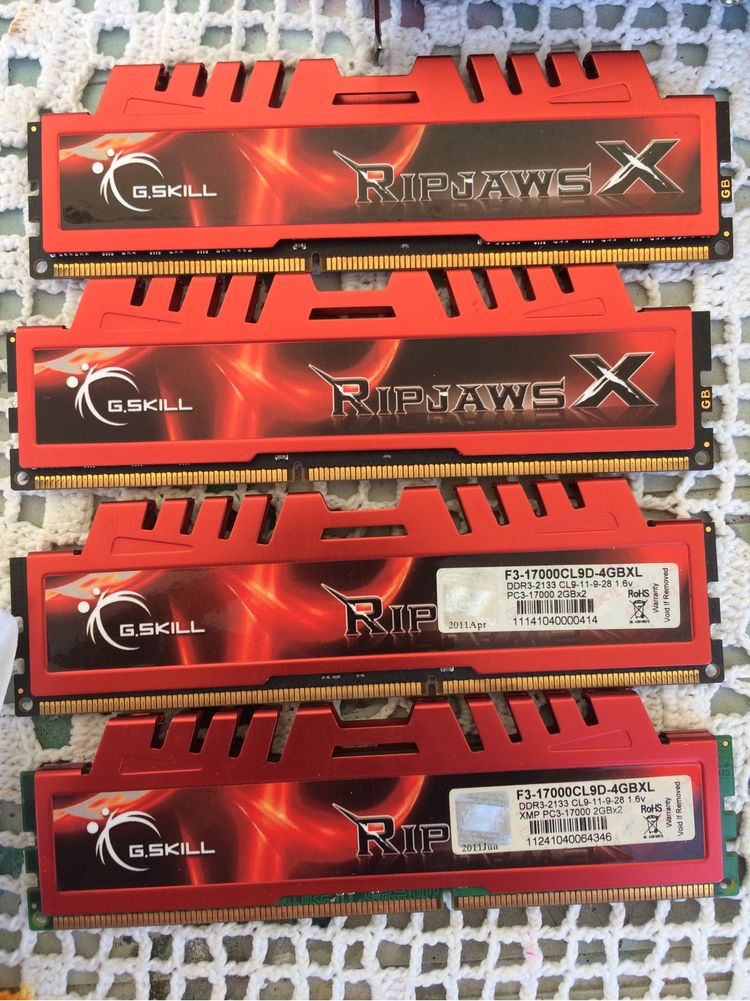 G.SKILL
RIPJAWSX
GB
G.SKILL
RIPJAWSX
GB
G.SKILL
RIP
F3-17000CL9D-4GBXL
DDR3-2133 CL9-11-9-28 1.6v
PC3-17000 2GBx2
RoHS
11141040000414
2011Apr
Warranty
Void If Removed
G.SKILL
RIP
F3-17000CL9D-4GBXL
DDR3-2133 CL9-11-9-28 1.6v
XMP PC3-17000 2GBx2
RoHS
11241040064346
2011Jun
Warranty
Void If Removed